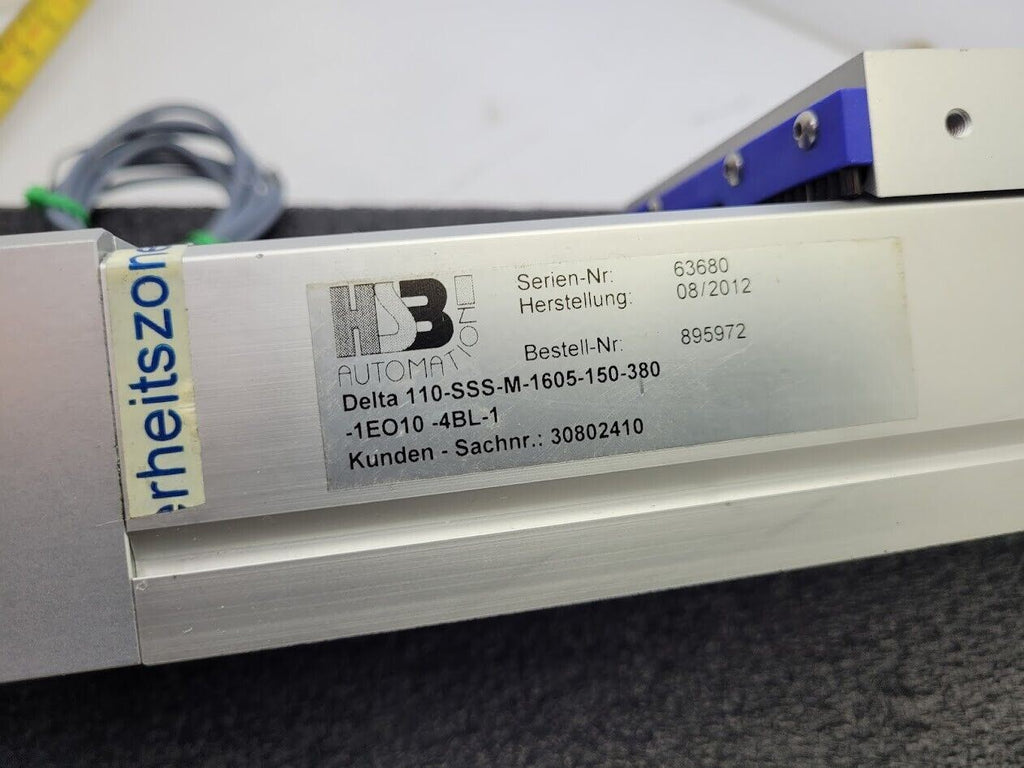 erheitszone
HSB
AUTOMATION
Serien-Nr: 63680
Herstellung: 08/2012
Bestell-Nr: 895972
Delta 110-SSS-M-1605-150-380
-1EO10 -4BL-1
Kunden - Sachnr.: 30802410